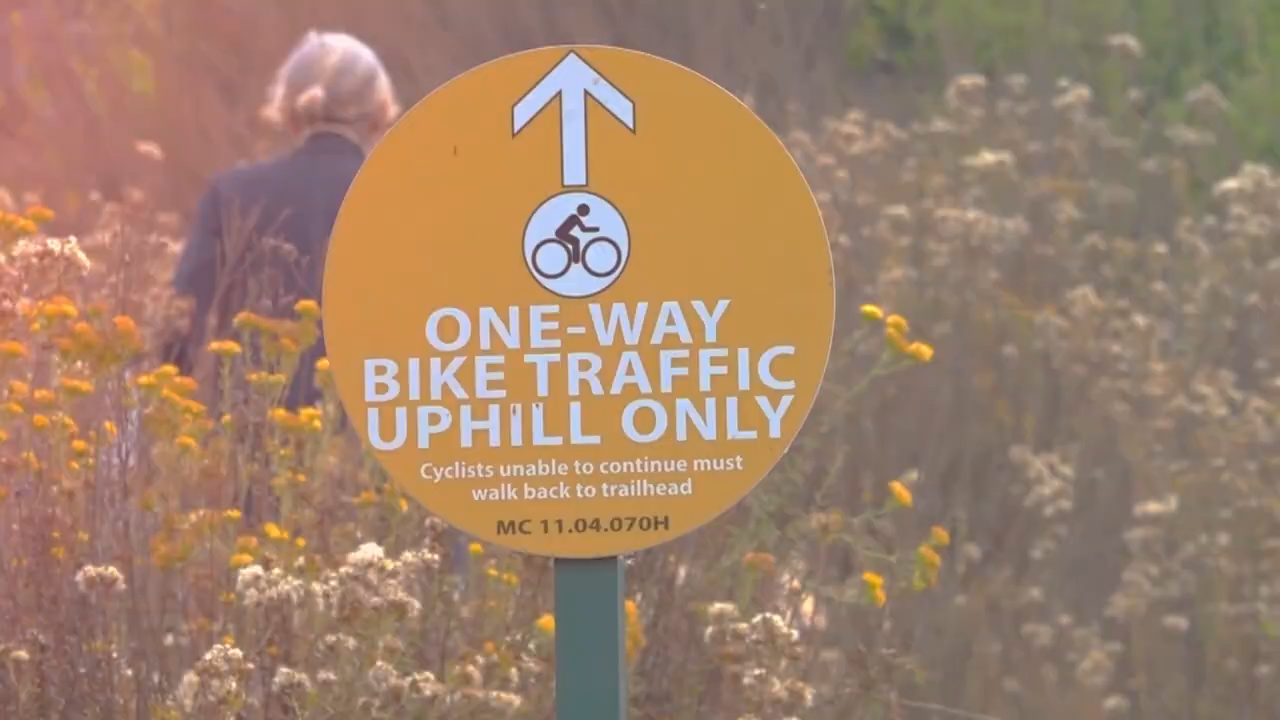 ONE-WAY
BIKE TRAFFIC
UPHILL ONLY
Cyclists unable to continue must
walk back to trailhead
MC 11.04.070H